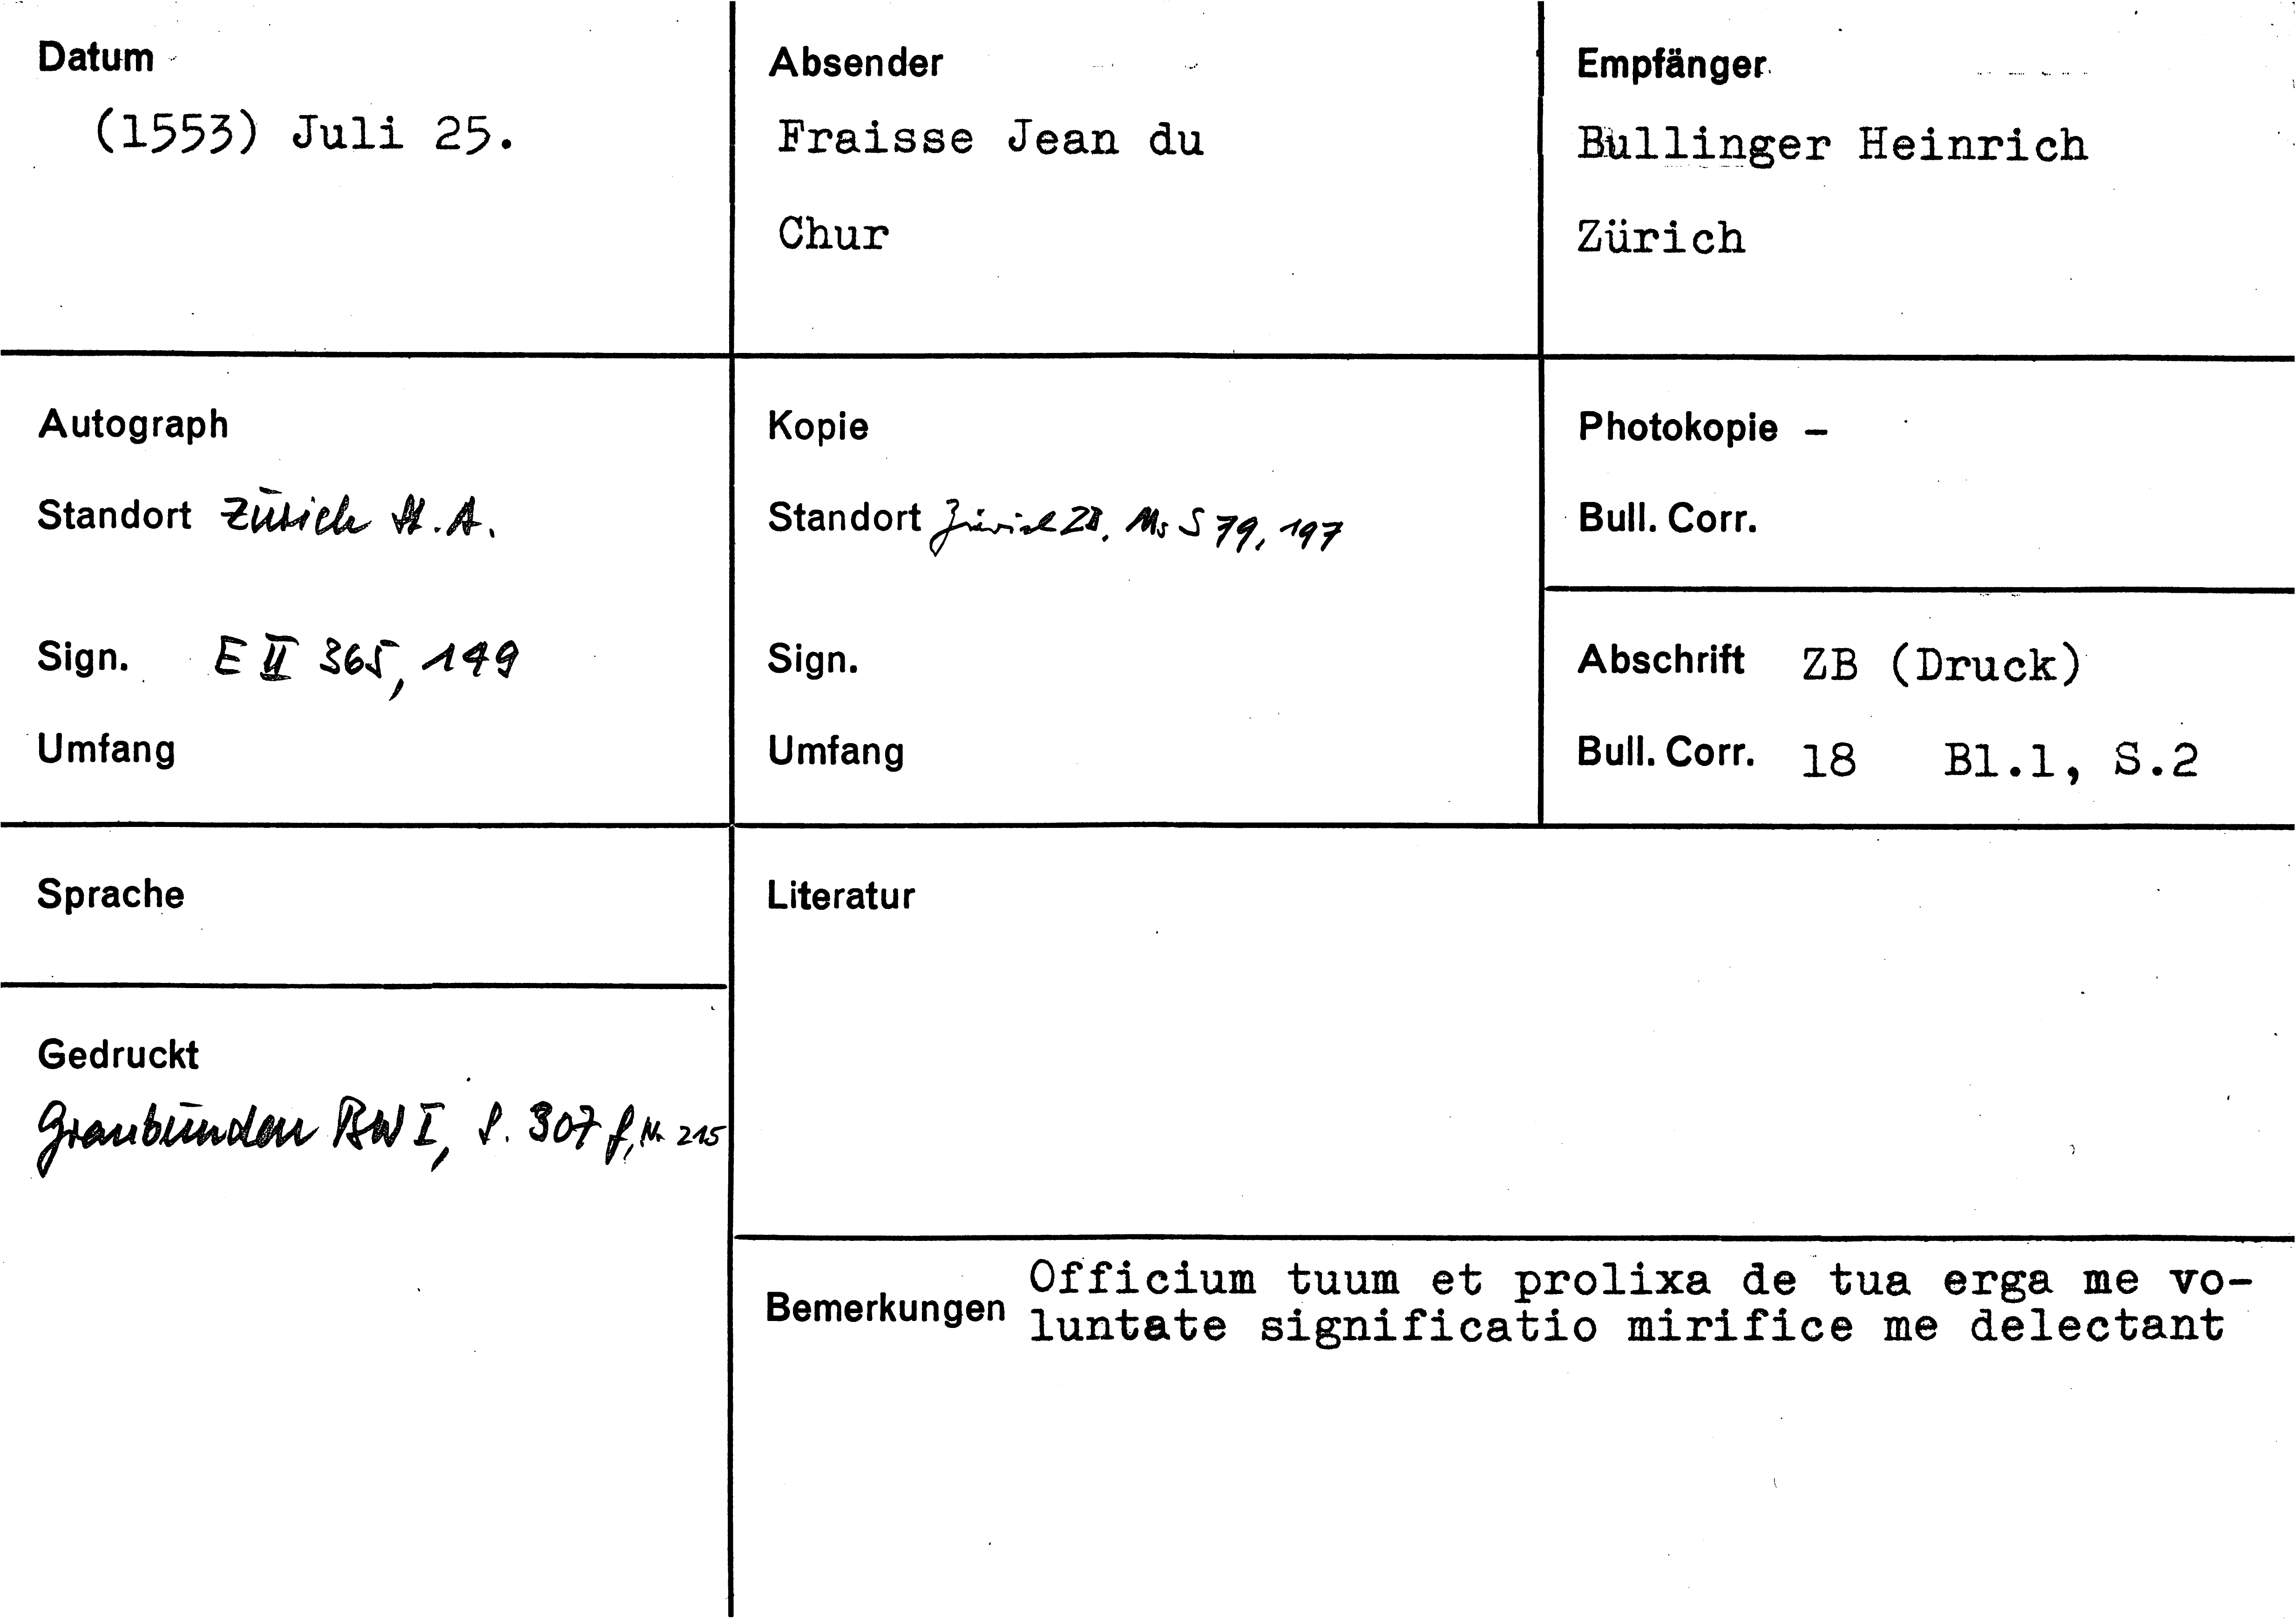 Datum
(1553) Juli 25.
Absender
Fraisse Jean du
Chur
Empfänger
Bullinger Heinrich
Zürich
Autograph
Standort Zürich St.A.
Sign. E II 365, 149
Umfang
Kopie
Standort Zürich ZB, Ms S 79, 197
Sign.
Umfang
Photokopie –
Bull. Corr.
Abschrift ZB (Druck)
Bull. Corr. 18 Bl.1, S.2
Sprache
Gedruckt
Graubünden BW I, S. 307 f, Nr. 215
Literatur
Bemerkungen Officium tuum et prolixa de tua erga me vo-
luntate significatio mirifice me delectant